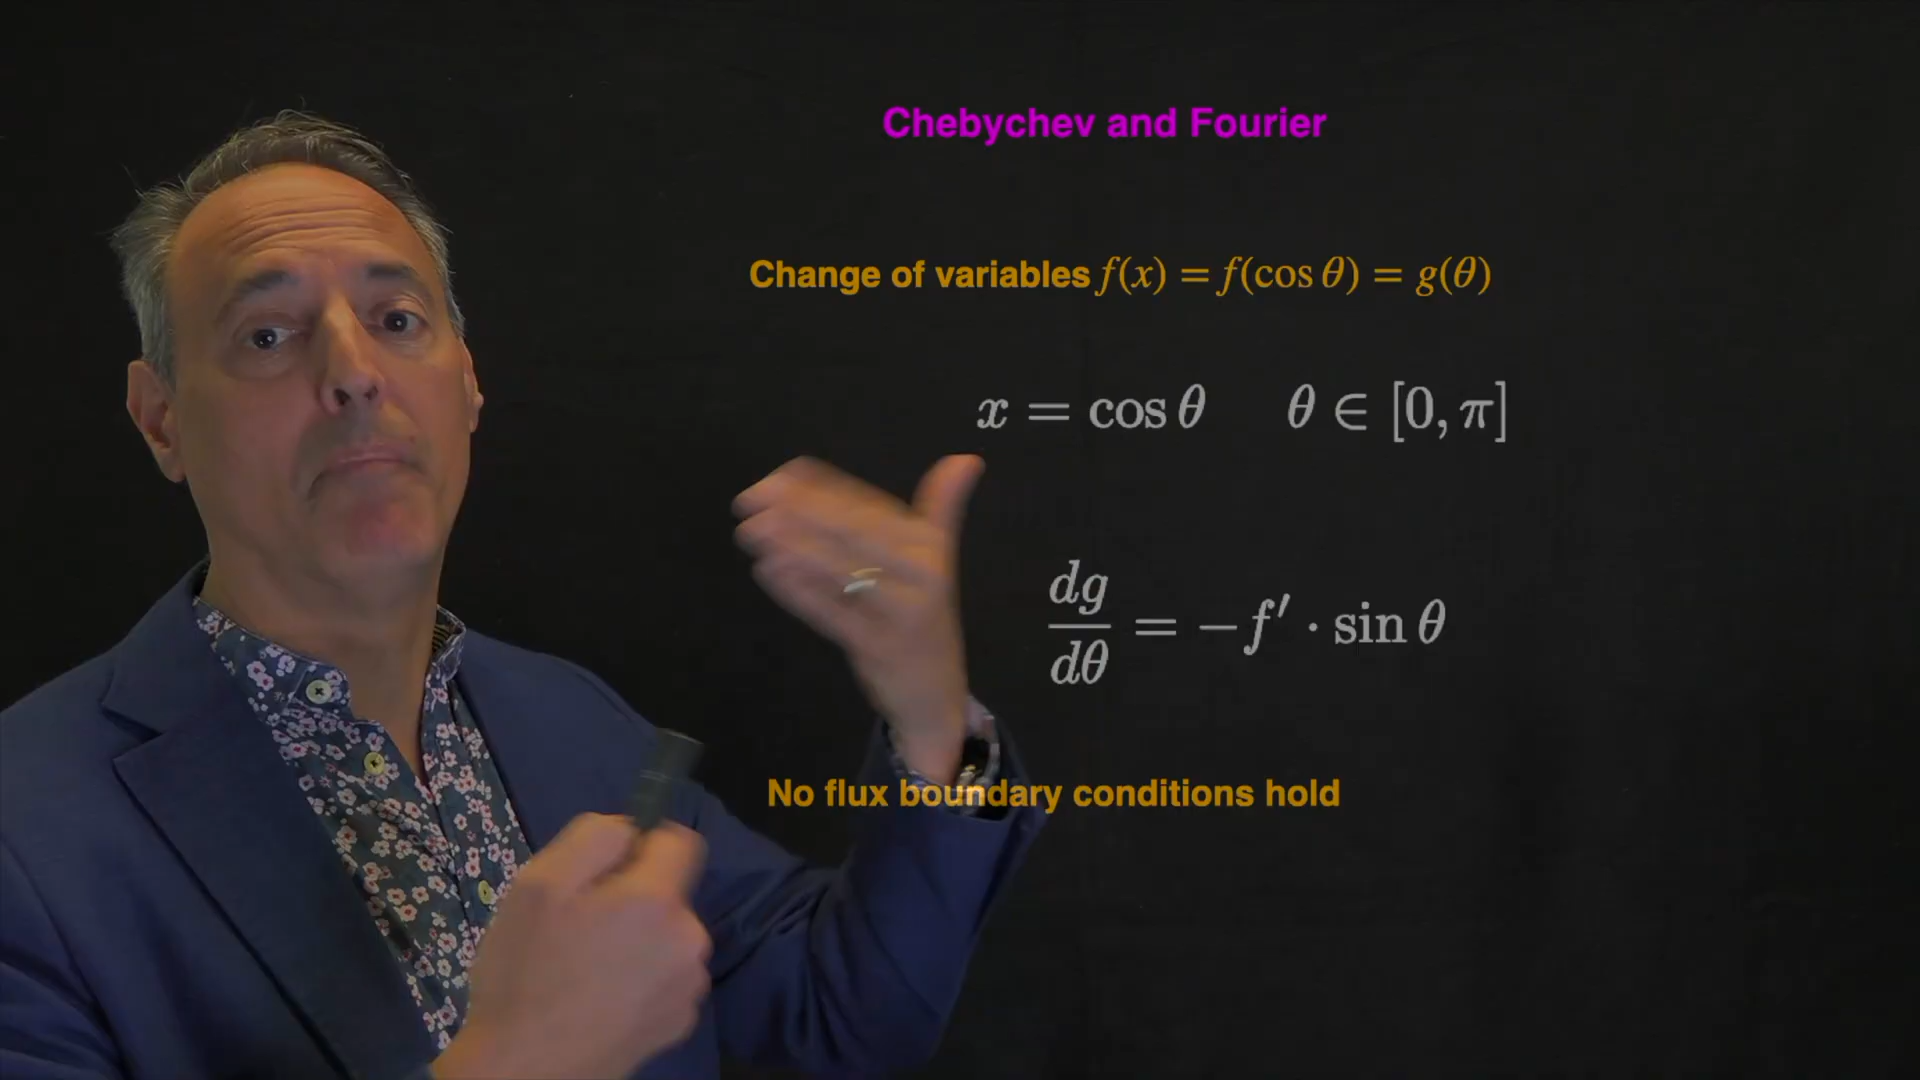 Chebychev and Fourier
Change of variables f(x) = f(cos θ) = g(θ)
x = cos θ θ ∈ [0, π]
dg/dθ = −f′ · sin θ
No flux boundary conditions hold